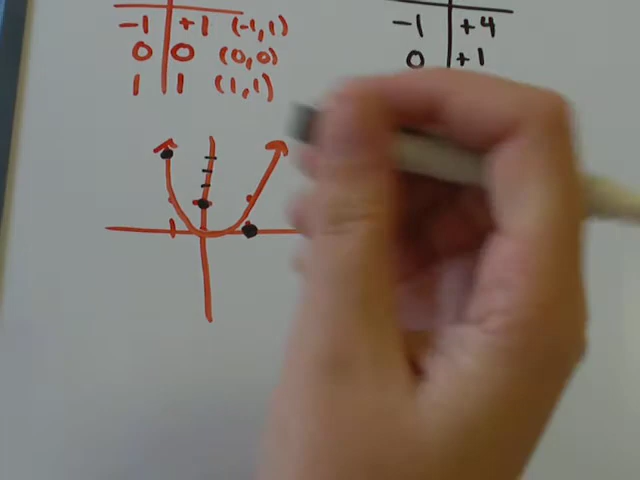 -1 +1 (-1,1)
0 0 (0,0)
1 1 (1,1)
-1 +4
0 +1